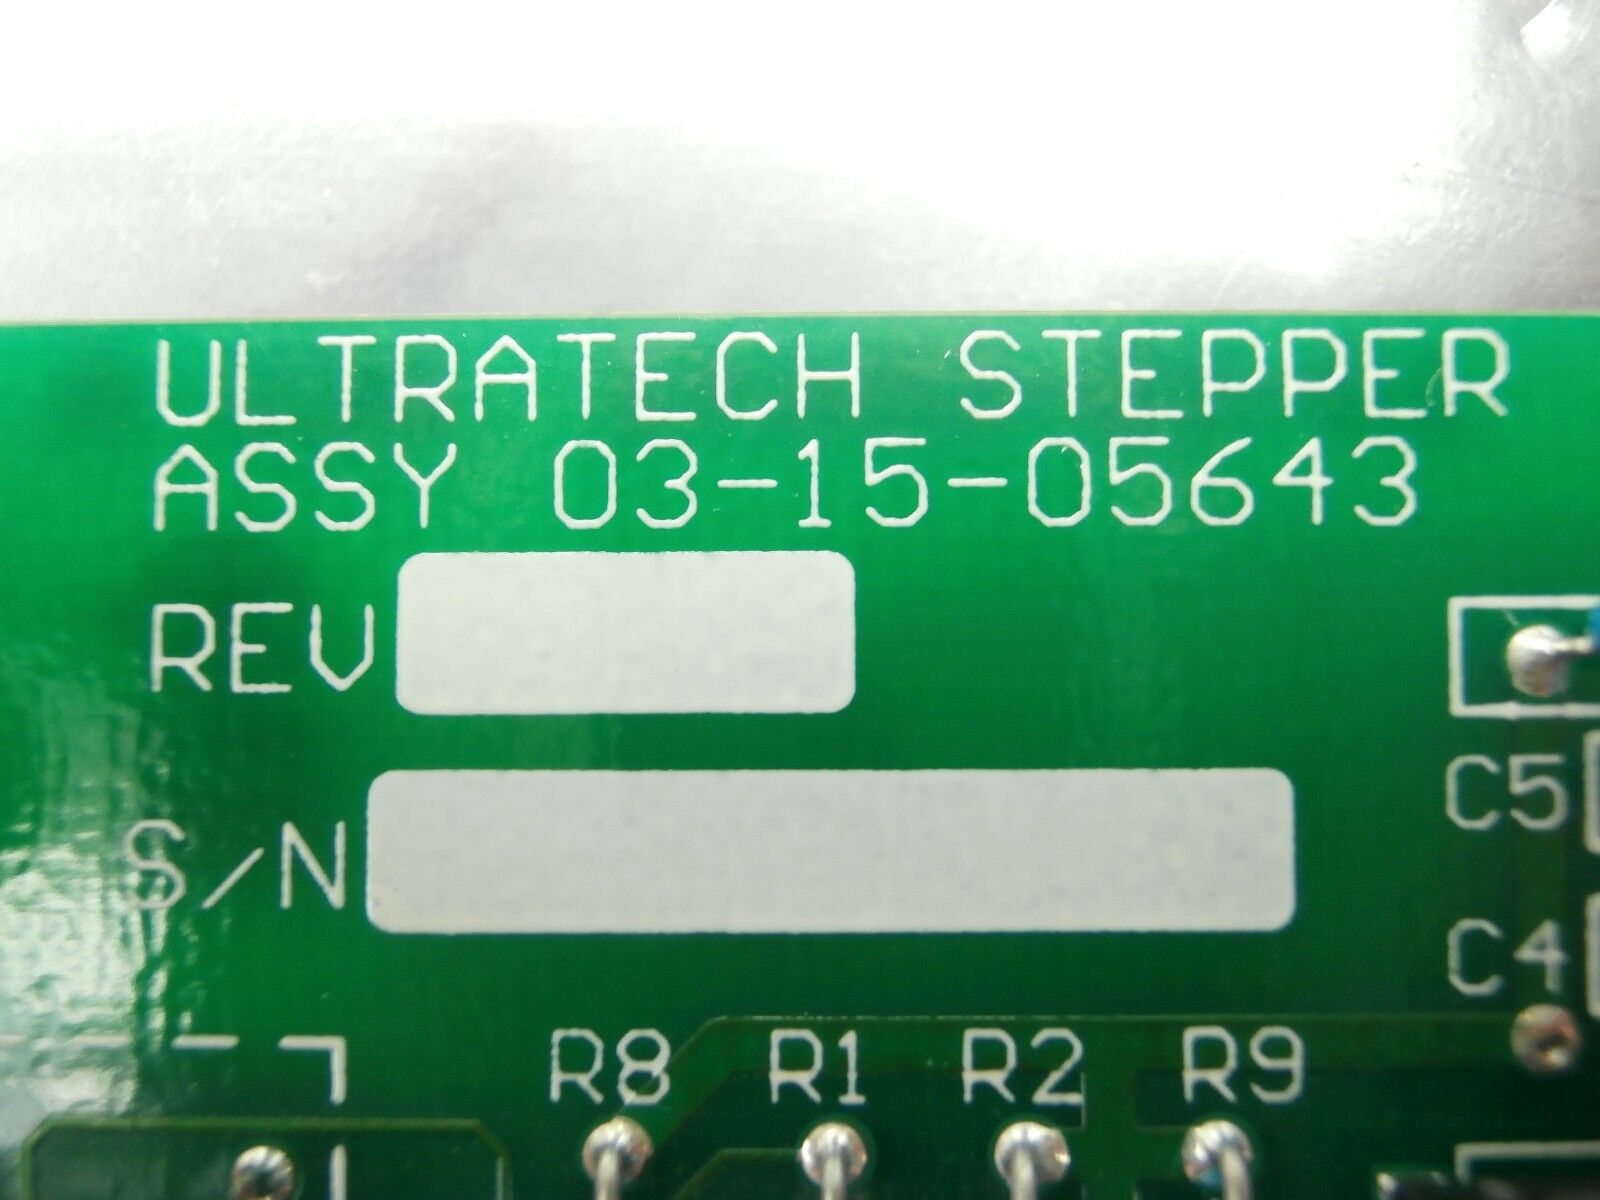 ULTRATECH STEPPER
ASSY 03-15-05643
REV
S/N
C5
C4
R8 R1 R2 R9